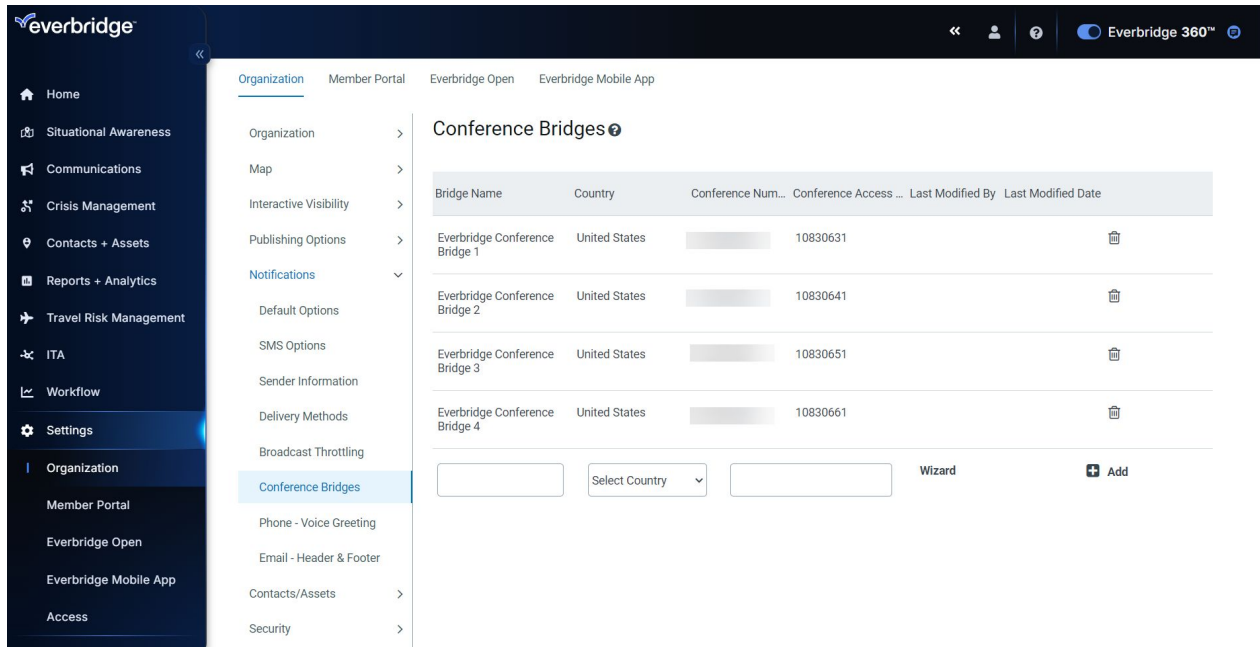 everbridge™
Everbridge 360™
Home
Situational Awareness
Communications
Crisis Management
Contacts + Assets
Reports + Analytics
Travel Risk Management
ITA
Workflow
Settings
Organization
Member Portal
Everbridge Open
Everbridge Mobile App
Access
Organization Member Portal Everbridge Open Everbridge Mobile App
Organization
Map
Interactive Visibility
Publishing Options
Notifications
Default Options
SMS Options
Sender Information
Delivery Methods
Broadcast Throttling
Conference Bridges
Phone - Voice Greeting
Email - Header & Footer
Contacts/Assets
Security
Conference Bridges
Bridge Name Country Conference Num... Conference Access ... Last Modified By Last Modified Date
Everbridge Conference United States 10830631
Bridge 1
Everbridge Conference United States 10830641
Bridge 2
Everbridge Conference United States 10830651
Bridge 3
Everbridge Conference United States 10830661
Bridge 4
Select Country Wizard Add